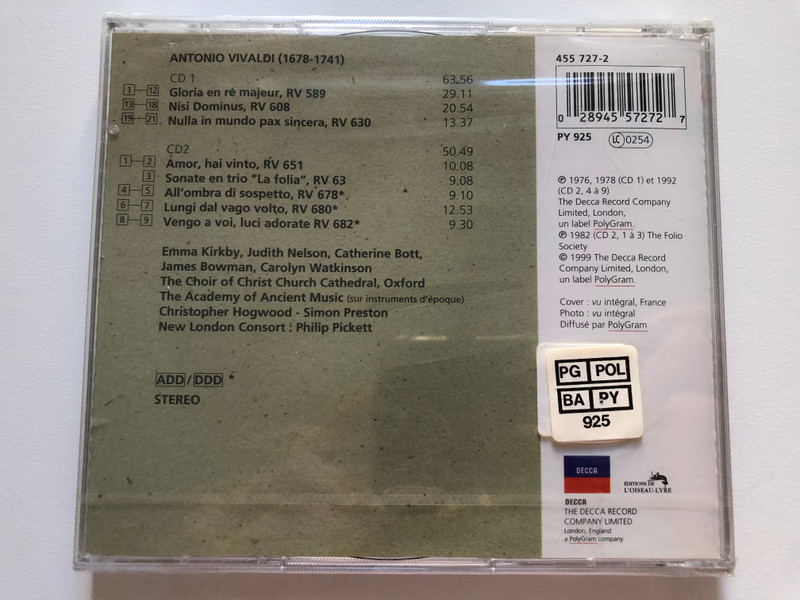 ANTONIO VIVALDI (1678-1741)
CD 1 63.56
1-12 Gloria en ré majeur, RV 589 29.11
13-18 Nisi Dominus, RV 608 20.54
19-21 Nulla in mundo pax sincera, RV 630 13.37
CD2 50.49
1-2 Amor, hai vinto, RV 651 10.08
3 Sonate en trio "La folia", RV 63 9.08
4-5 All'ombra di sospetto, RV 678* 9.10
6-7 Lungi dal vago volto, RV 680* 12.53
8-9 Vengo a voi, luci adorate RV 682* 9.30
Emma Kirkby, Judith Nelson, Catherine Bott,
James Bowman, Carolyn Watkinson
The Choir of Christ Church Cathedral, Oxford
The Academy of Ancient Music (sur instruments d'époque)
Christopher Hogwood - Simon Preston
New London Consort : Philip Pickett
ADD/DDD *
STEREO
455 727-2
0 28945 57272 7
PY 925 LC 0254
℗ 1976, 1978 (CD 1) et 1992
(CD 2, 4 à 9)
The Decca Record Company
Limited, London,
un label PolyGram.
℗ 1982 (CD 2, 1 à 3) The Folio
Society
© 1999 The Decca Record
Company Limited, London,
un label PolyGram.
Cover : vu intégral, France
Photo : vu intégral
Diffusé par PolyGram
PG POL
BA PY
925
DECCA
ÉDITIONS DE
L'OISEAU-LYRE
DECCA
THE DECCA RECORD
COMPANY LIMITED
London, England
a PolyGram company